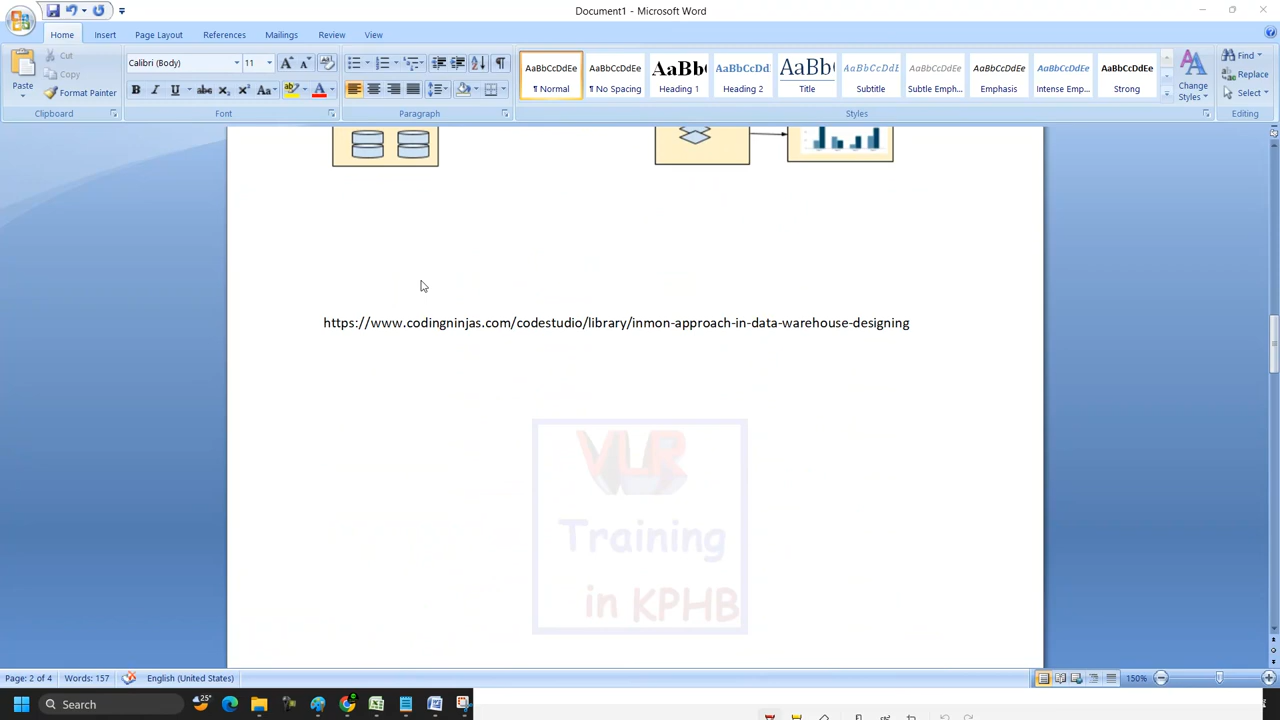 Document1 - Microsoft Word
Home Insert Page Layout References Mailings Review View
Paste
Cut
Copy
Format Painter
Clipboard
Calibri (Body) 11
Font
Paragraph
AaBbCcDdEe
¶ Normal
AaBbCcDdEe
¶ No Spacing
AaBbC
Heading 1
AaBbCcDd
Heading 2
AaBb
Title
AaBbCcDdE
Subtitle
AaBbCcDdEe
Subtle Emph...
AaBbCcDdEe
Emphasis
AaBbCcDdEe
Intense Emp...
AaBbCcDdEe
Strong
Styles
Change
Styles
Find
Replace
Select
Editing
https://www.codingninjas.com/codestudio/library/inmon-approach-in-data-warehouse-designing
VLR
Training
in KPHB
Page: 2 of 4 Words: 157 English (United States) 150%
Search
25°